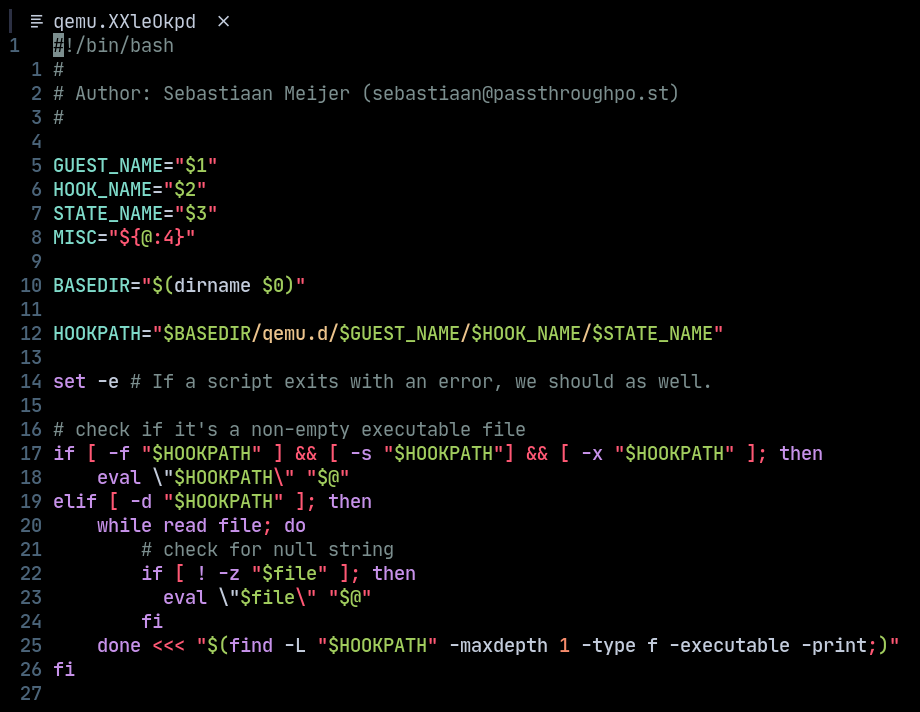 qemu.XXleOkpd ×
1 #!/bin/bash
1 #
2 # Author: Sebastiaan Meijer (sebastiaan@passthroughpo.st)
3 #
4
5 GUEST_NAME="$1"
6 HOOK_NAME="$2"
7 STATE_NAME="$3"
8 MISC="${@:4}"
9
10 BASEDIR="$(dirname $0)"
11
12 HOOKPATH="$BASEDIR/qemu.d/$GUEST_NAME/$HOOK_NAME/$STATE_NAME"
13
14 set -e # If a script exits with an error, we should as well.
15
16 # check if it's a non-empty executable file
17 if [ -f "$HOOKPATH" ] && [ -s "$HOOKPATH"] && [ -x "$HOOKPATH" ]; then
18     eval \"$HOOKPATH\" "$@"
19 elif [ -d "$HOOKPATH" ]; then
20     while read file; do
21         # check for null string
22         if [ ! -z "$file" ]; then
23           eval \"$file\" "$@"
24         fi
25     done <<< "$(find -L "$HOOKPATH" -maxdepth 1 -type f -executable -print;)"
26 fi
27